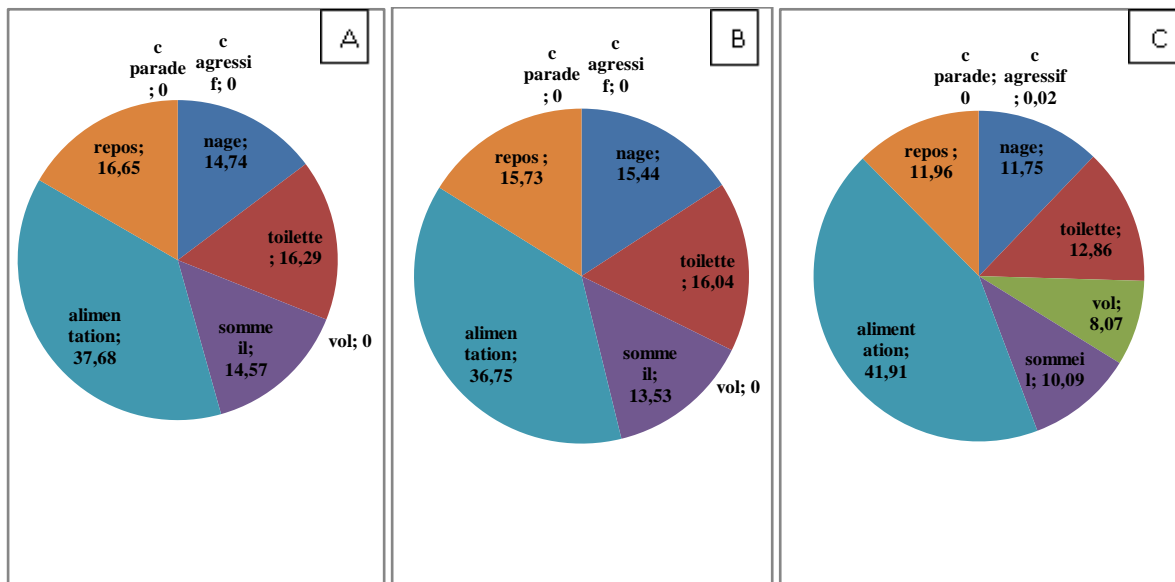 A
c
parade
; 0
c
agressi
f; 0
nage;
14,74
toilette
; 16,29
vol; 0
somme
il;
14,57
alimen
tation;
37,68
repos;
16,65
B
c
parade
; 0
c
agressi
f; 0
nage;
15,44
toilette
; 16,04
vol; 0
somme
il;
13,53
alimen
tation;
36,75
repos ;
15,73
C
c
parade;
0
c
agressif
; 0,02
nage;
11,75
toilette;
12,86
vol;
8,07
sommei
l; 10,09
aliment
ation;
41,91
repos ;
11,96